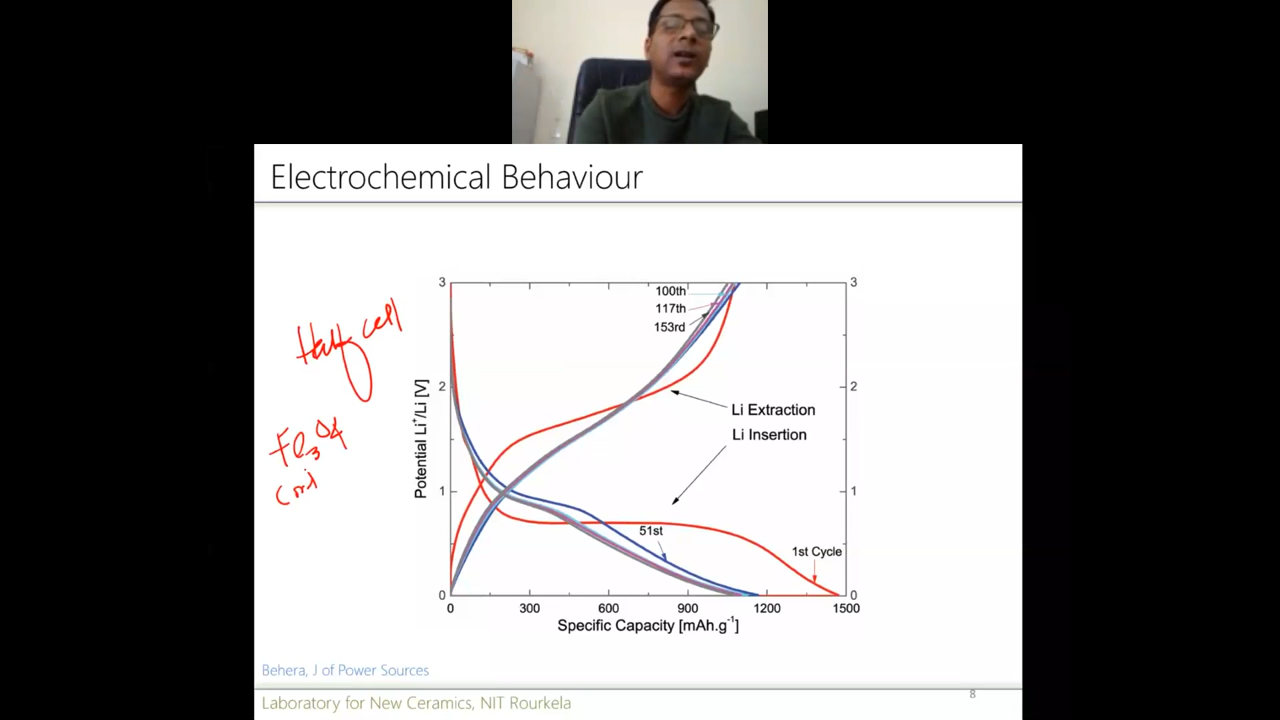 Electrochemical Behaviour
Half cell
Fe3O4
3
2
1
0
Potential Li+/Li [V]
100th
117th
153rd
Li Extraction
Li Insertion
51st
1st Cycle
3
2
1
0
0 300 600 900 1200 1500
Specific Capacity [mAh.g-1]
Behera, J of Power Sources
Laboratory for New Ceramics, NIT Rourkela
8